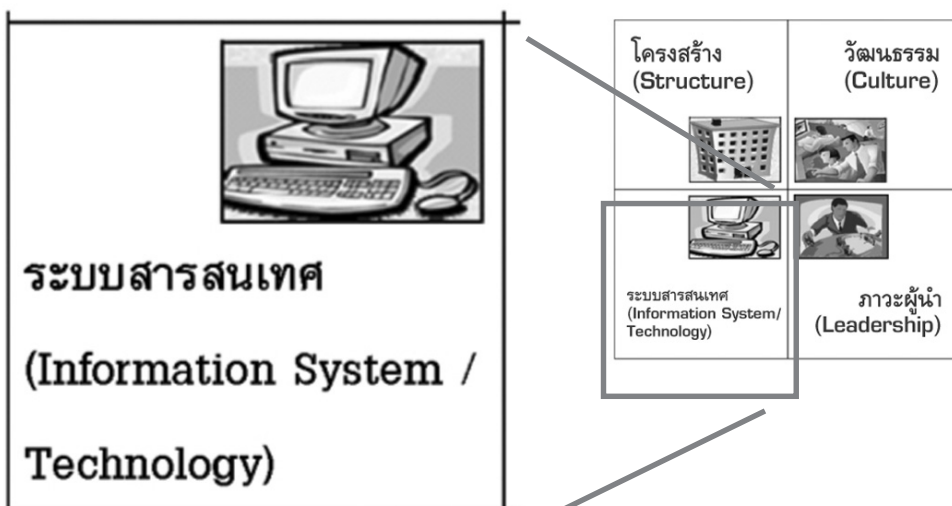 ระบบสารสนเทศ
(Information System /
Technology)
โครงสร้าง
(Structure)
วัฒนธรรม
(Culture)
ระบบสารสนเทศ
(Information System/
Technology)
ภาวะผู้นำ
(Leadership)